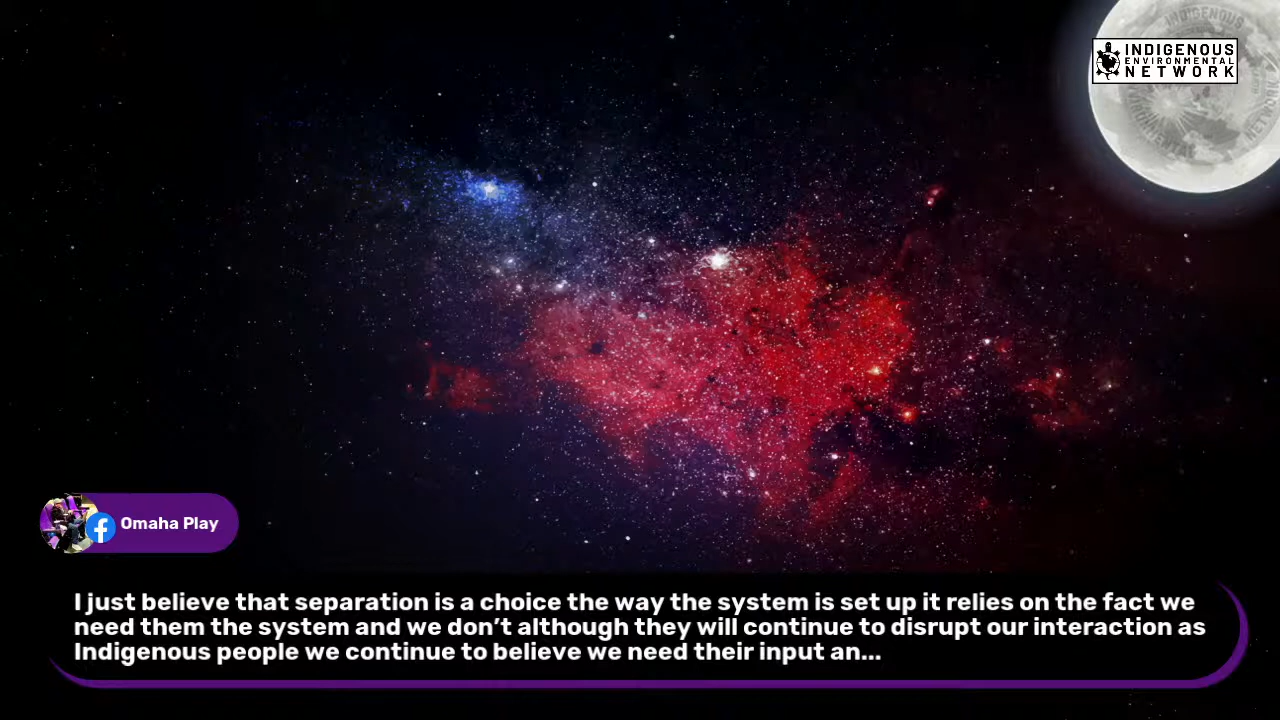 INDIGENOUS
ENVIRONMENTAL
NETWORK
Omaha Play
I just believe that separation is a choice the way the system is set up it relies on the fact we
need them the system and we don't although they will continue to disrupt our interaction as
Indigenous people we continue to believe we need their input an...